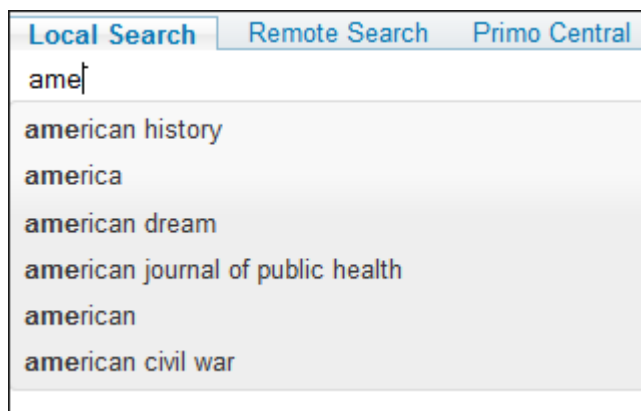 Local Search Remote Search Primo Central
ame
american history
america
american dream
american journal of public health
american
american civil war